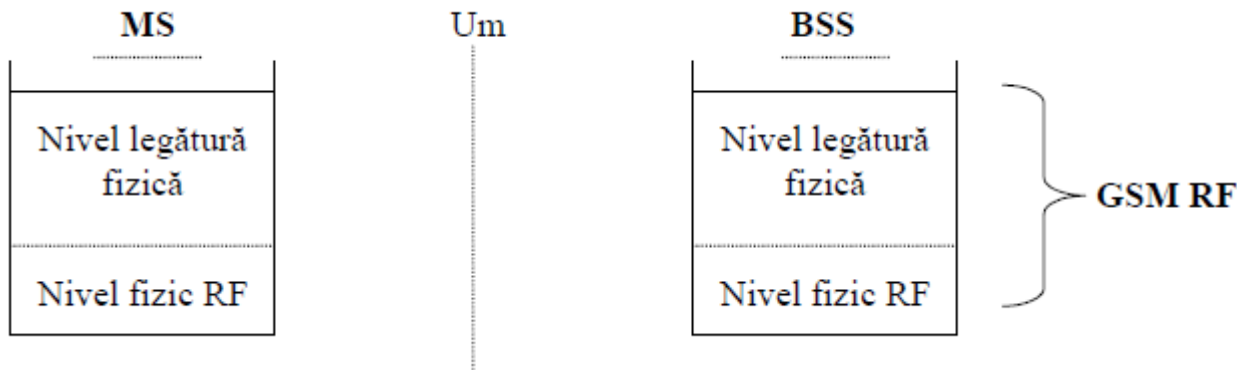 MS
Um
BSS
Nivel legătură
fizică
Nivel fizic RF
Nivel legătură
fizică
Nivel fizic RF
GSM RF